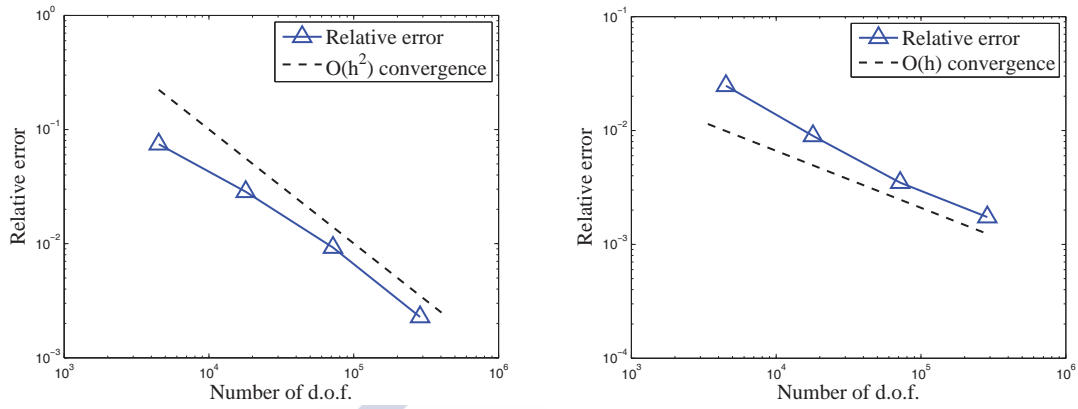 10^0
10^-1
10^-2
10^-3
10^3
10^4
10^5
10^6
Relative error
Number of d.o.f.
Relative error
O(h^2) convergence
10^-1
10^-2
10^-3
10^-4
10^3
10^4
10^5
10^6
Relative error
Number of d.o.f.
Relative error
O(h) convergence